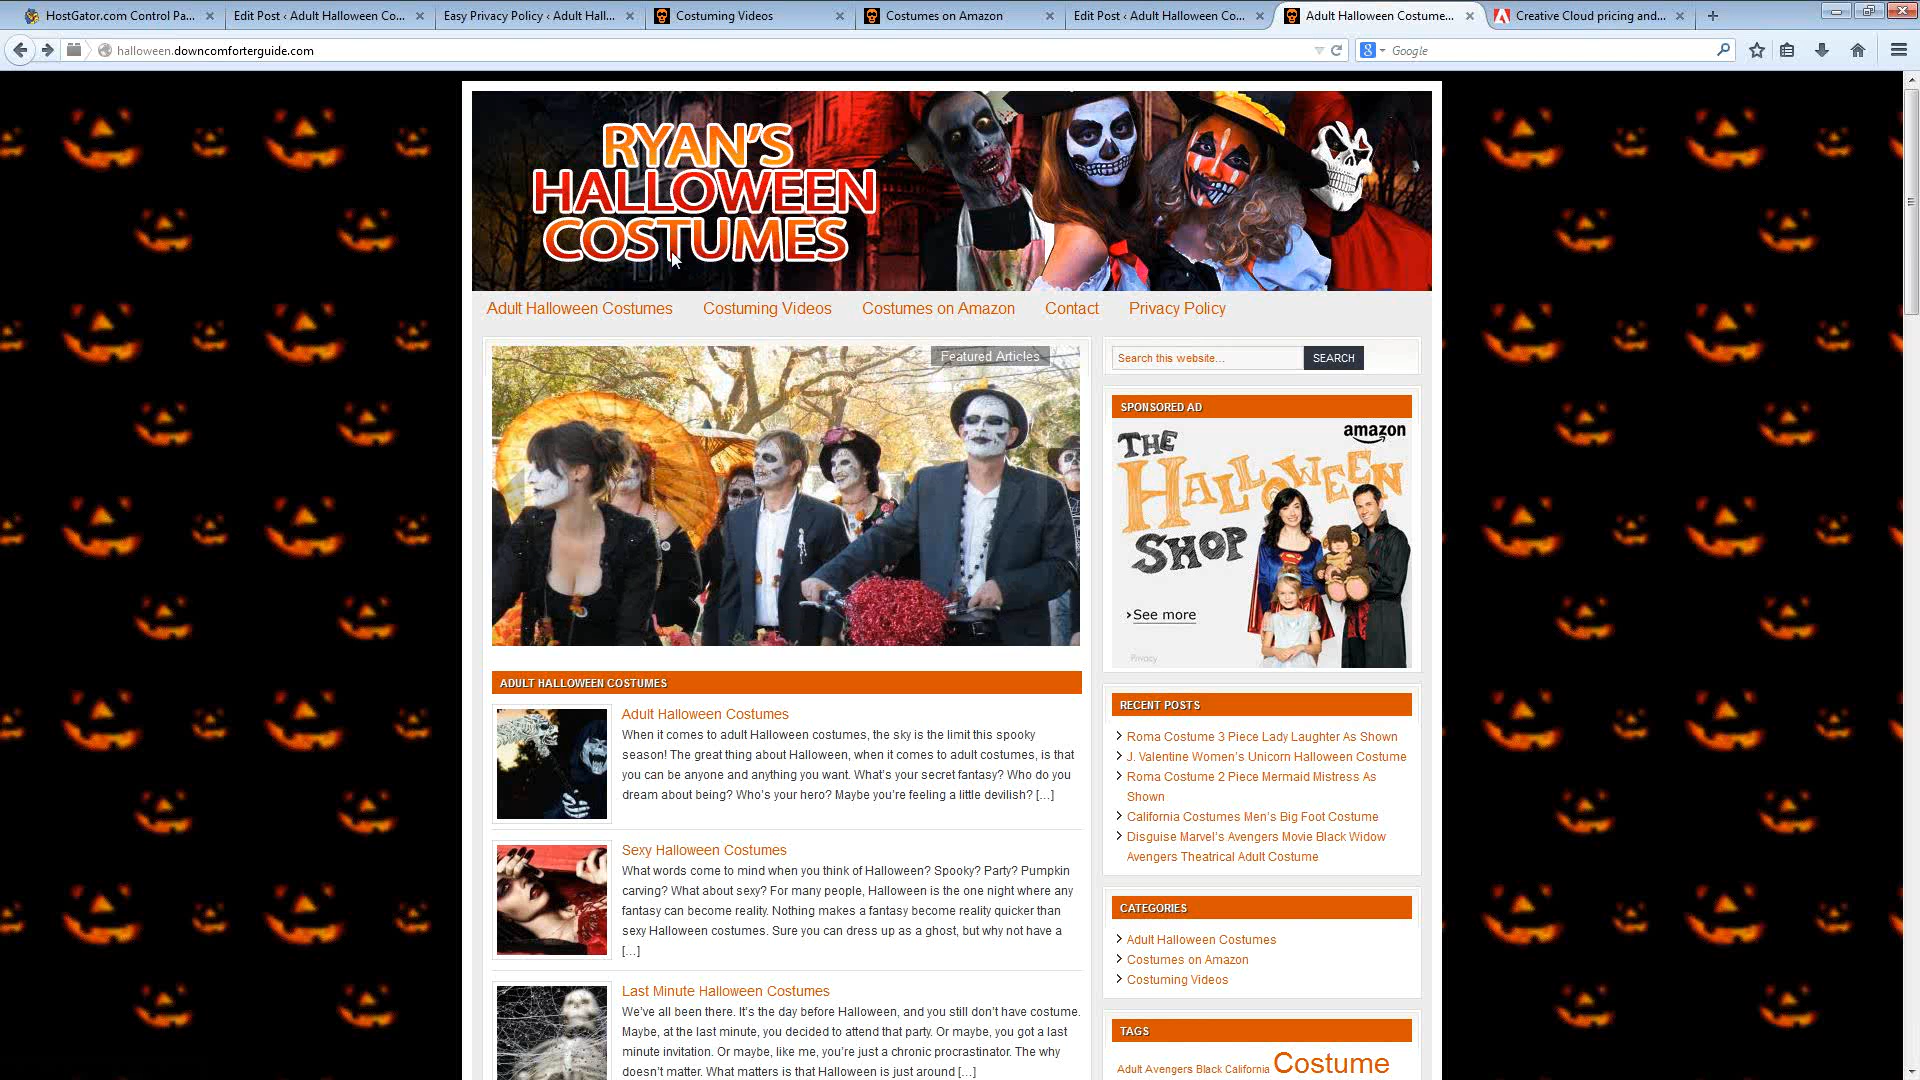 HostGator.com Control Pa...
Edit Post ‹ Adult Halloween Co...
Easy Privacy Policy ‹ Adult Hall...
Costuming Videos
Costumes on Amazon
Edit Post ‹ Adult Halloween Co...
Adult Halloween Costume...
Creative Cloud pricing and...
halloween.downcomforterguide.com
Google
RYAN'S
HALLOWEEN
COSTUMES
Adult Halloween Costumes
Costuming Videos
Costumes on Amazon
Contact
Privacy Policy
Featured Articles
ADULT HALLOWEEN COSTUMES
Adult Halloween Costumes
When it comes to adult Halloween costumes, the sky is the limit this spooky
season! The great thing about Halloween, when it comes to adult costumes, is that
you can be anyone and anything you want. What's your secret fantasy? Who do you
dream about being? Who's your hero? Maybe you're feeling a little devilish? [...]
Sexy Halloween Costumes
What words come to mind when you think of Halloween? Spooky? Party? Pumpkin
carving? What about sexy? For many people, Halloween is the one night where any
fantasy can become reality. Nothing makes a fantasy become reality quicker than
sexy Halloween costumes. Sure you can dress up as a ghost, but why not have a
[...]
Last Minute Halloween Costumes
We've all been there. It's the day before Halloween, and you still don't have costume.
Maybe, at the last minute, you decided to attend that party. Or maybe, you got a last
minute invitation. Or maybe, like me, you're just a chronic procrastinator. The why
doesn't matter. What matters is that Halloween is just around [...]
Search this website...
SEARCH
SPONSORED AD
amazon
THE
HALLOWEEN
SHOP
See more
Privacy
RECENT POSTS
Roma Costume 3 Piece Lady Laughter As Shown
J. Valentine Women's Unicorn Halloween Costume
Roma Costume 2 Piece Mermaid Mistress As
Shown
California Costumes Men's Big Foot Costume
Disguise Marvel's Avengers Movie Black Widow
Avengers Theatrical Adult Costume
CATEGORIES
Adult Halloween Costumes
Costumes on Amazon
Costuming Videos
TAGS
Adult Avengers Black California Costume